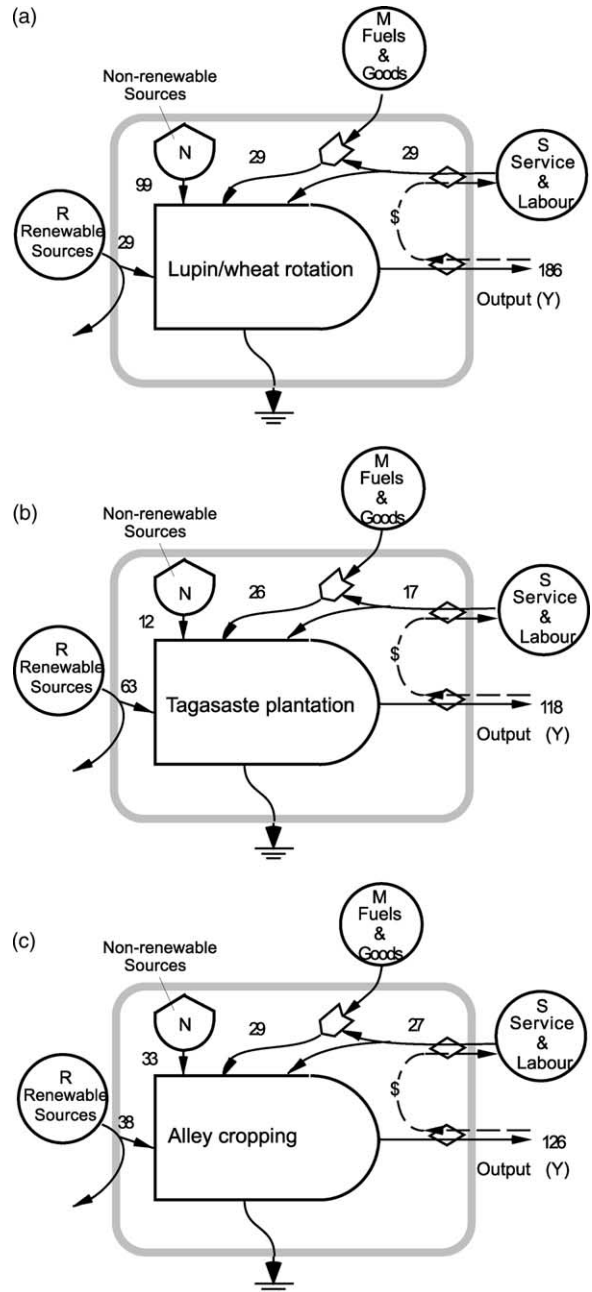 (a)
M
Fuels
&
Goods
Non-renewable
Sources
N
29
29
S
Service
&
Labour
99
R
Renewable
Sources
29
Lupin/wheat rotation
$
186
Output (Y)
(b)
M
Fuels
&
Goods
Non-renewable
Sources
N
26
17
S
Service
&
Labour
12
R
Renewable
Sources
63
Tagasaste plantation
$
118
Output (Y)
(c)
M
Fuels
&
Goods
Non-renewable
Sources
N
29
27
S
Service
&
Labour
33
R
Renewable
Sources
38
Alley cropping
$
126
Output (Y)